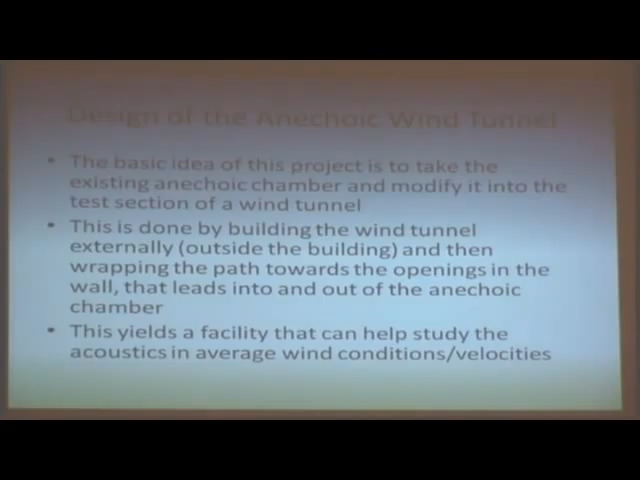 Design of the Anechoic Wind Tunnel
• The basic idea of this project is to take the
existing anechoic chamber and modify it into the
test section of a wind tunnel
• This is done by building the wind tunnel
externally (outside the building) and then
wrapping the path towards the openings in the
wall, that leads into and out of the anechoic
chamber
• This yields a facility that can help study the
acoustics in average wind conditions/velocities